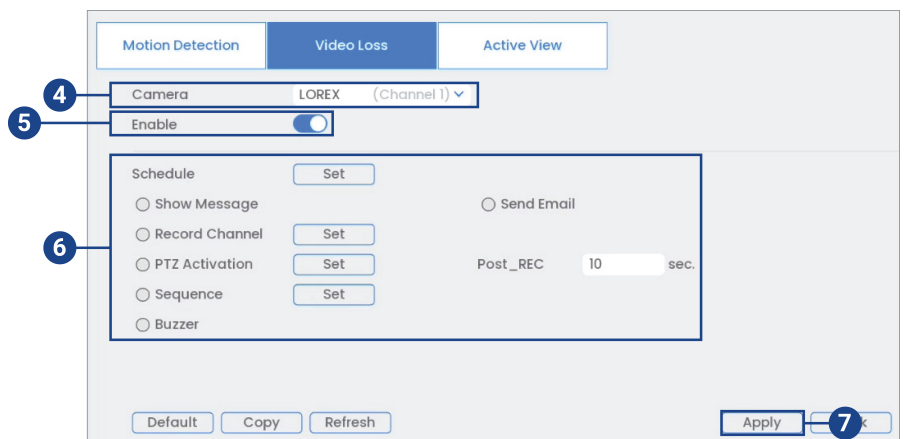 Motion Detection Video Loss Active View
4 Camera LOREX (Channel 1)
5 Enable
Schedule Set
Show Message Send Email
Record Channel Set
6
PTZ Activation Set Post_REC 10 sec.
Sequence Set
Buzzer
Default Copy Refresh Apply 7